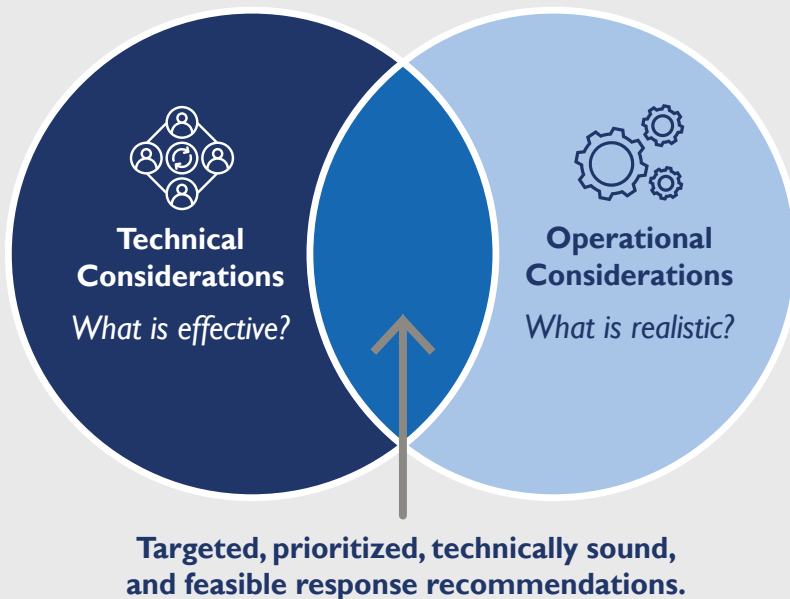 Technical
Considerations
What is effective?
Operational
Considerations
What is realistic?
Targeted, prioritized, technically sound,
and feasible response recommendations.